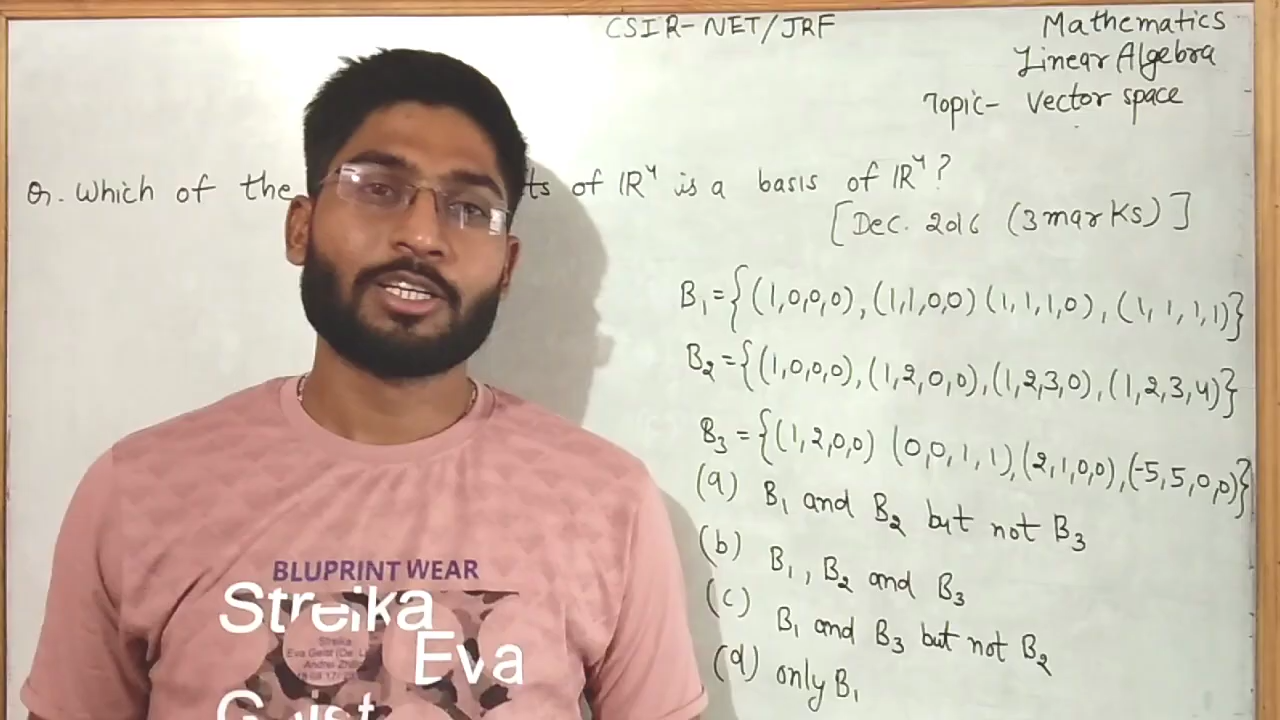 CSIR-NET/JRF
Mathematics
Linear Algebra
Topic- Vector space
Q. Which of the ts of IR⁴ is a basis of IR⁴?
[Dec. 2016 (3 marks)]
B₁={(1,0,0,0),(1,1,0,0)(1,1,1,0),(1,1,1,1)}
B₂={(1,0,0,0),(1,2,0,0),(1,2,3,0),(1,2,3,4)}
B₃={(1,2,0,0) (0,0,1,1),(2,1,0,0),(-5,5,0,0)}
(a) B₁ and B₂ but not B₃
(b) B₁, B₂ and B₃
(c) B₁ and B₃ but not B₂
(d) only B₁
BLUPRINT WEAR
Streika
Eva
Streika